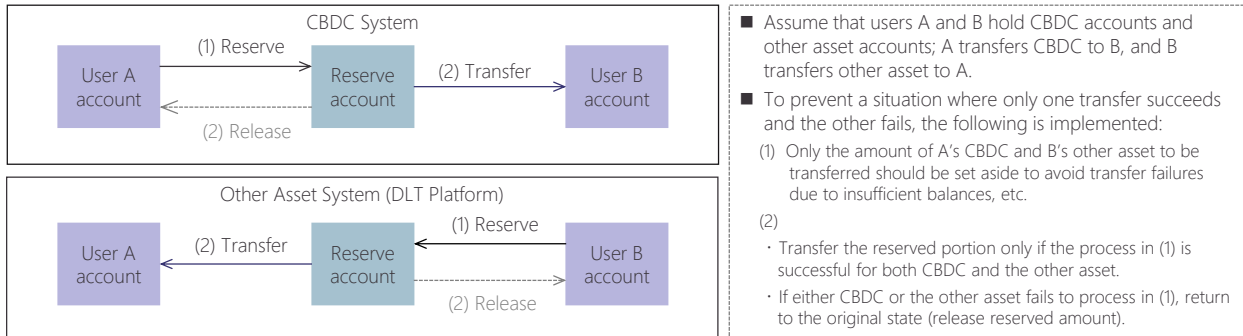 CBDC System
(1) Reserve
User A
account
Reserve
account
(2) Transfer
User B
account
(2) Release
Other Asset System (DLT Platform)
(1) Reserve
User A
account
(2) Transfer
Reserve
account
User B
account
(2) Release
■ Assume that users A and B hold CBDC accounts and
other asset accounts; A transfers CBDC to B, and B
transfers other asset to A.
■ To prevent a situation where only one transfer succeeds
and the other fails, the following is implemented:
(1) Only the amount of A's CBDC and B's other asset to be
transferred should be set aside to avoid transfer failures
due to insufficient balances, etc.
(2)
・Transfer the reserved portion only if the process in (1) is
successful for both CBDC and the other asset.
・If either CBDC or the other asset fails to process in (1), return
to the original state (release reserved amount).